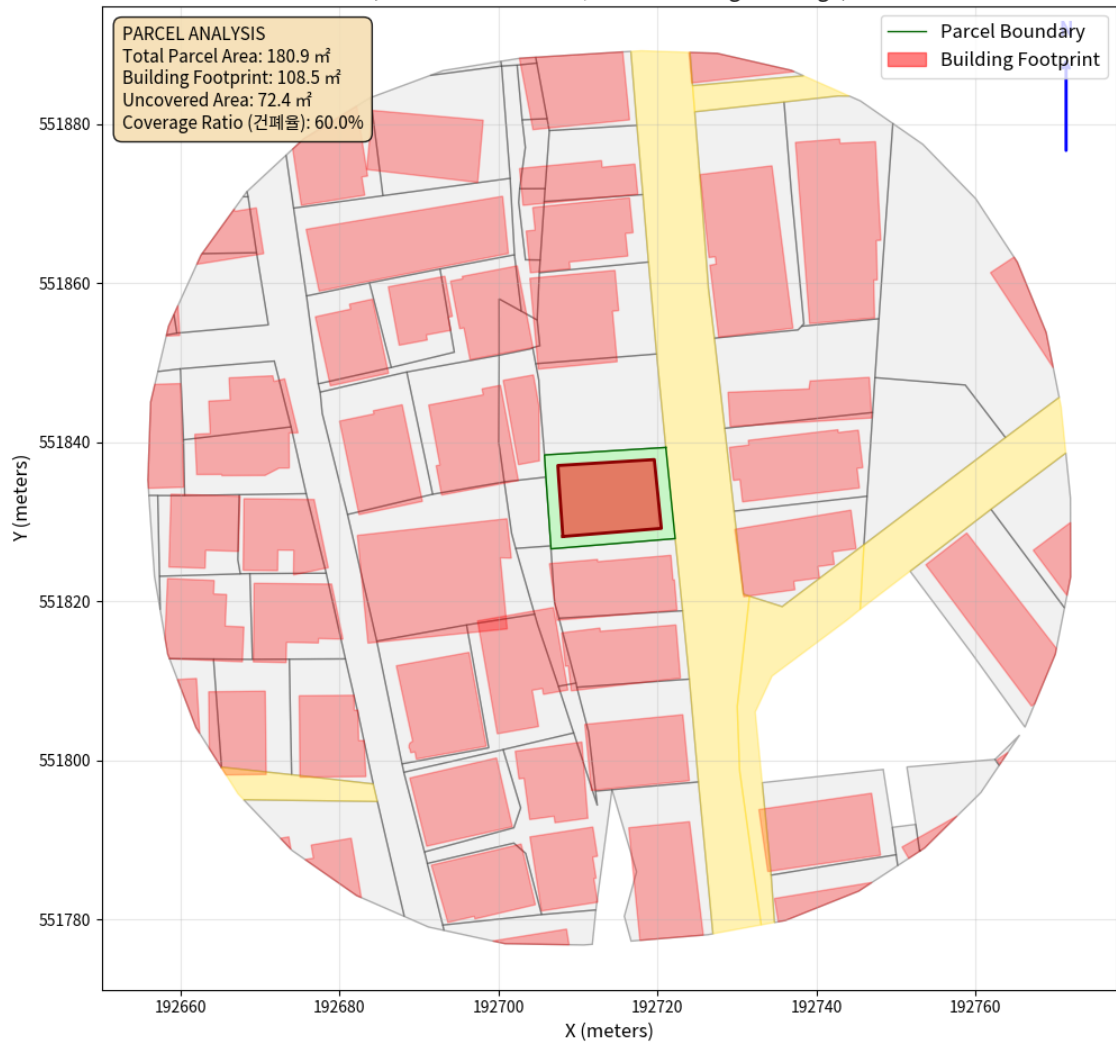 PARCEL ANALYSIS
Total Parcel Area: 180.9 ㎡
Building Footprint: 108.5 ㎡
Uncovered Area: 72.4 ㎡
Coverage Ratio (건폐율): 60.0%
Parcel Boundary
Building Footprint
N
551880
551860
551840
551820
551800
551780
Y (meters)
192660
192680
192700
192720
192740
192760
X (meters)